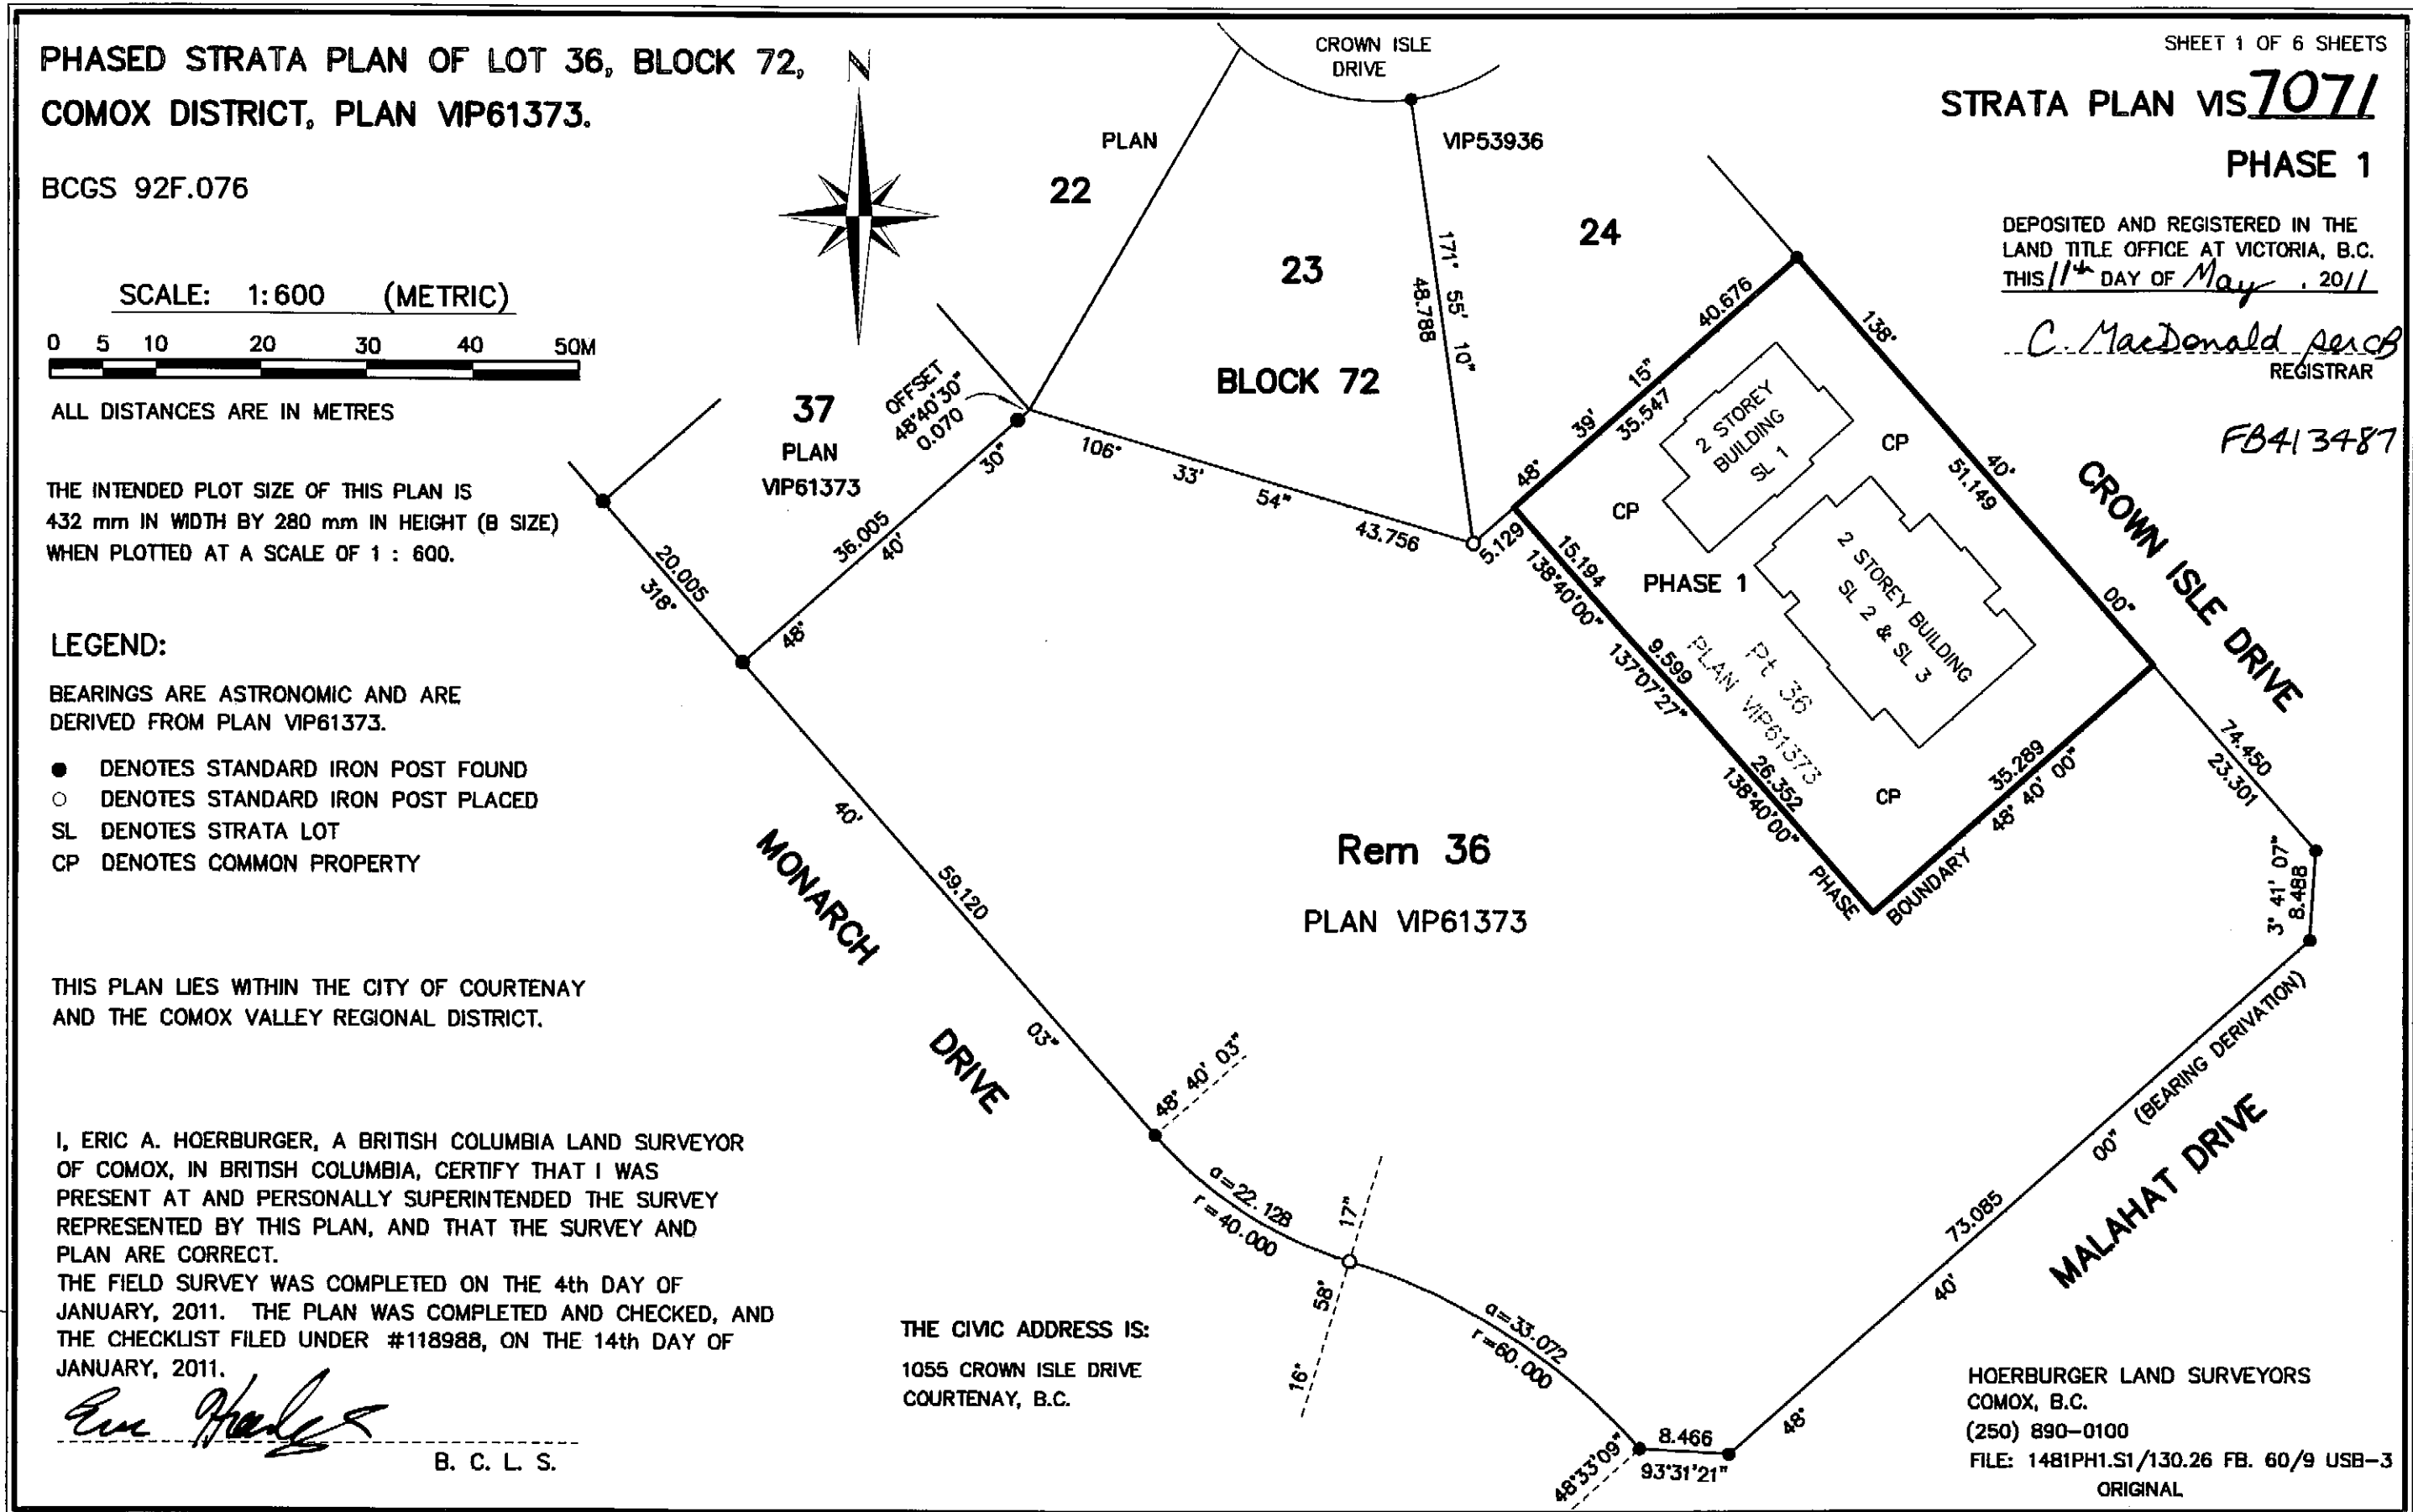 PHASED STRATA PLAN OF LOT 36, BLOCK 72,
COMOX DISTRICT, PLAN VIP61373.
BCGS 92F.076
SCALE: 1:600 (METRIC)
0 5 10 20 30 40 50M
ALL DISTANCES ARE IN METRES
THE INTENDED PLOT SIZE OF THIS PLAN IS
432 mm IN WIDTH BY 280 mm IN HEIGHT (B SIZE)
WHEN PLOTTED AT A SCALE OF 1 : 600.
LEGEND:
BEARINGS ARE ASTRONOMIC AND ARE
DERIVED FROM PLAN VIP61373.
● DENOTES STANDARD IRON POST FOUND
○ DENOTES STANDARD IRON POST PLACED
SL DENOTES STRATA LOT
CP DENOTES COMMON PROPERTY
THIS PLAN LIES WITHIN THE CITY OF COURTENAY
AND THE COMOX VALLEY REGIONAL DISTRICT.
I, ERIC A. HOERBURGER, A BRITISH COLUMBIA LAND SURVEYOR
OF COMOX, IN BRITISH COLUMBIA, CERTIFY THAT I WAS
PRESENT AT AND PERSONALLY SUPERINTENDED THE SURVEY
REPRESENTED BY THIS PLAN, AND THAT THE SURVEY AND
PLAN ARE CORRECT.
THE FIELD SURVEY WAS COMPLETED ON THE 4th DAY OF
JANUARY, 2011. THE PLAN WAS COMPLETED AND CHECKED, AND
THE CHECKLIST FILED UNDER #118988, ON THE 14th DAY OF
JANUARY, 2011.
B. C. L. S.
N
CROWN ISLE
DRIVE
PLAN
VIP53936
22
23
24
BLOCK 72
171° 55' 10"
48.788
37
PLAN
VIP61373
OFFSET
48°40'30"
0.070
36.005
48° 40' 30"
106° 33' 54"
43.756
20.005
318° 40' 03"
59.120
5.129
40.676
48° 39' 15"
35.547
138° 40' 00"
51.149
2 STOREY
BUILDING
SL 1
CP
CP
2 STOREY BUILDING
SL 2 & SL 3
PHASE 1
15.194
138°40'00"
9.599
137°07'27"
Pt 36
PLAN VIP61373
26.352
138°40'00"
CP
35.289
48° 40' 00"
PHASE BOUNDARY
CROWN ISLE DRIVE
74.450
23.301
3° 41' 07"
8.488
Rem 36
PLAN VIP61373
MONARCH DRIVE
48° 40' 03"
a=22.128
r=40.000
16° 58' 17"
a=33.072
r=60.000
48°33'09"
8.466
93°31'21"
73.085
48° 40' 00" (BEARING DERIVATION)
MALAHAT DRIVE
THE CIVIC ADDRESS IS:
1055 CROWN ISLE DRIVE
COURTENAY, B.C.
SHEET 1 OF 6 SHEETS
STRATA PLAN VIS 7071
PHASE 1
DEPOSITED AND REGISTERED IN THE
LAND TITLE OFFICE AT VICTORIA, B.C.
THIS 11th DAY OF May, 2011
C. MacDonald per CB
REGISTRAR
FB413487
HOERBURGER LAND SURVEYORS
COMOX, B.C.
(250) 890-0100
FILE: 1481PH1.S1/130.26 FB. 60/9 USB-3
ORIGINAL